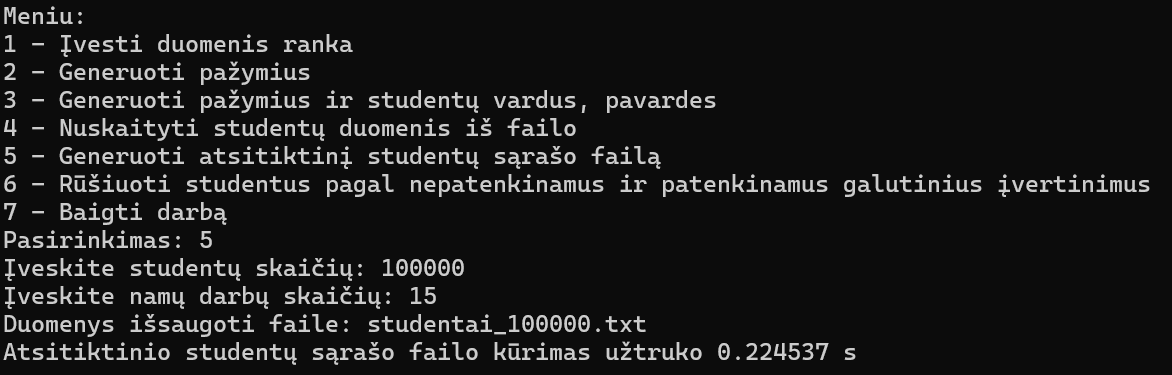 Meniu:
1 - Įvesti duomenis ranka
2 - Generuoti pažymius
3 - Generuoti pažymius ir studentų vardus, pavardes
4 - Nuskaityti studentų duomenis iš failo
5 - Generuoti atsitiktinį studentų sąrašo failą
6 - Rūšiuoti studentus pagal nepatenkinamus ir patenkinamus galutinius įvertinimus
7 - Baigti darbą
Pasirinkimas: 5
Įveskite studentų skaičių: 100000
Įveskite namų darbų skaičių: 15
Duomenys išsaugoti faile: studentai_100000.txt
Atsitiktinio studentų sąrašo failo kūrimas užtruko 0.224537 s